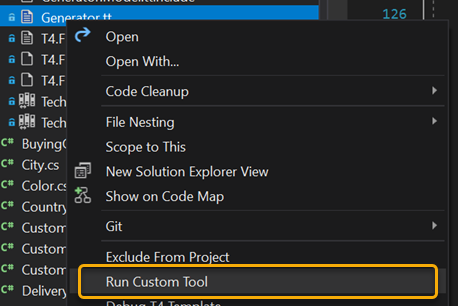 Generator.tt
126
T4.F
T4.F
T4.F
Tech
Tech
C# Buying
C# City.cs
C# Color.cs
C# Country
C# Custom
C# Custom
C# Custom
C# Delivery
Open
Open With...
Code Cleanup
File Nesting
Scope to This
New Solution Explorer View
Show on Code Map
Git
Exclude From Project
Run Custom Tool
Debug T4 Template